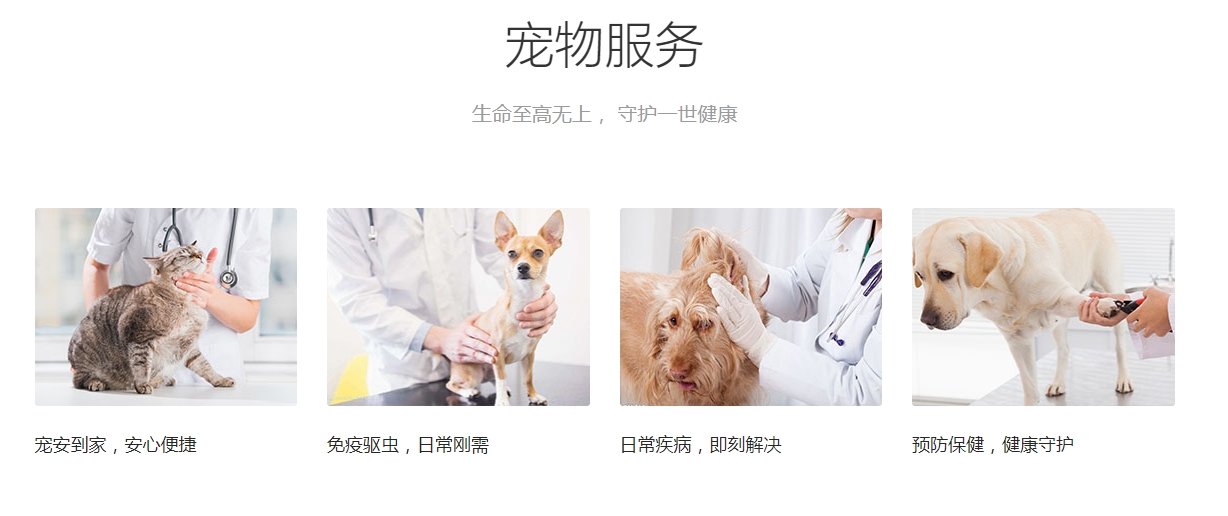 宠物服务
生命至高无上， 守护一世健康
宠安到家，安心便捷
免疫驱虫，日常刚需
日常疾病，即刻解决
预防保健，健康守护